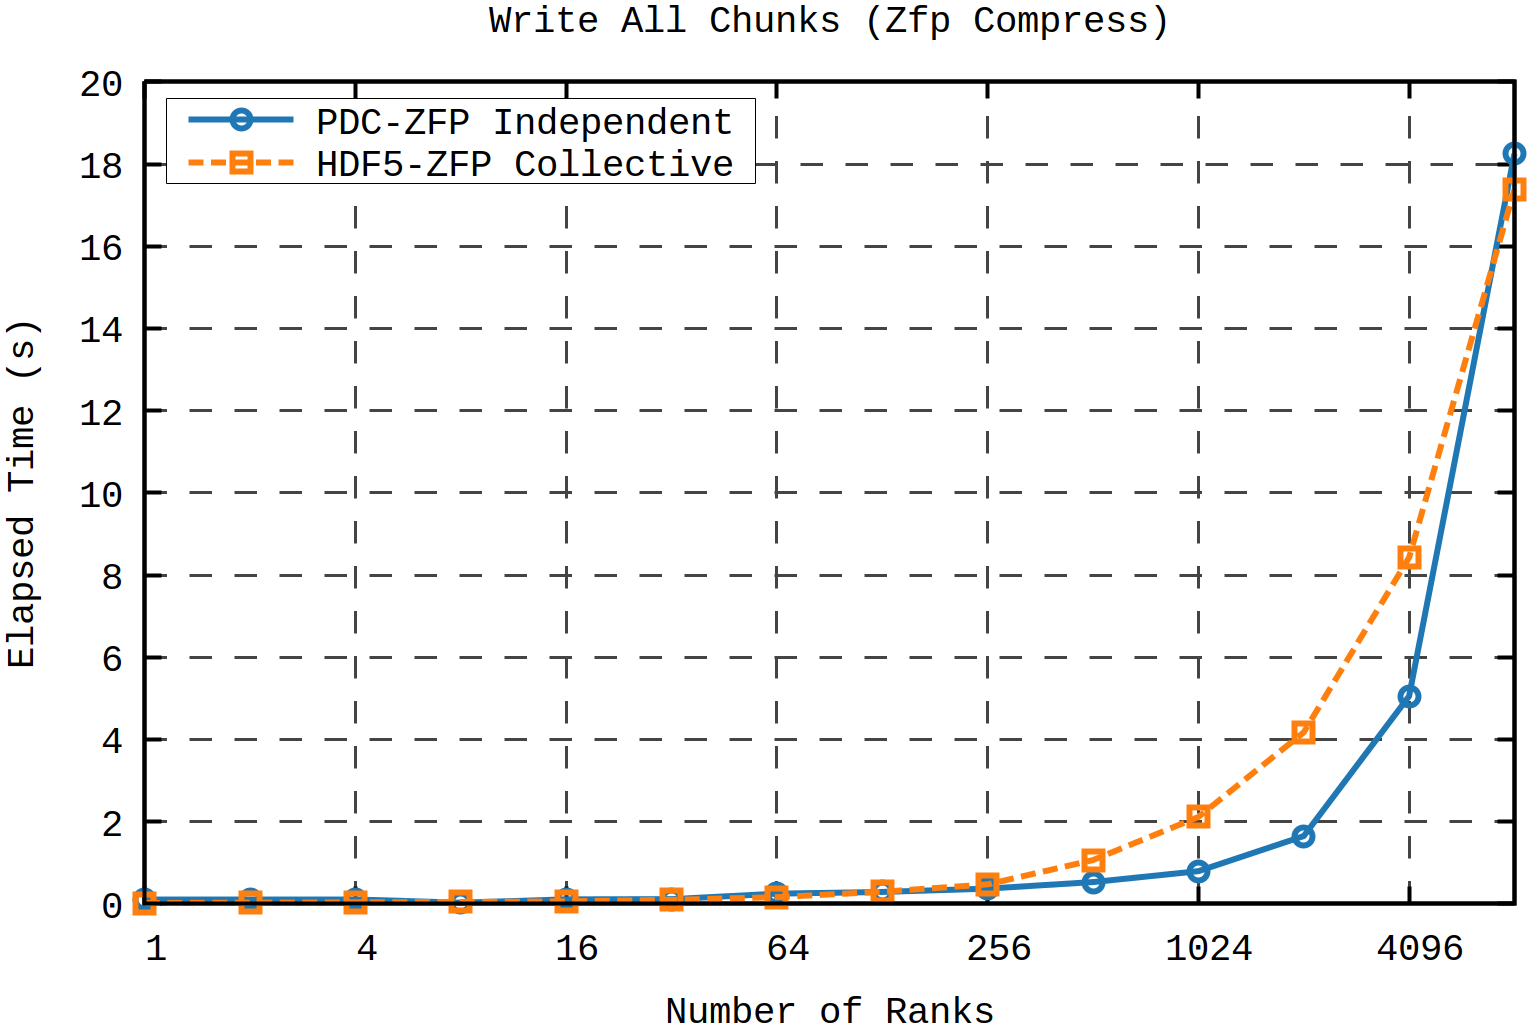 Write All Chunks (Zfp Compress)
PDC-ZFP Independent
HDF5-ZFP Collective
20
18
16
14
12
10
8
6
4
2
0
Elapsed Time (s)
1 4 16 64 256 1024 4096
Number of Ranks